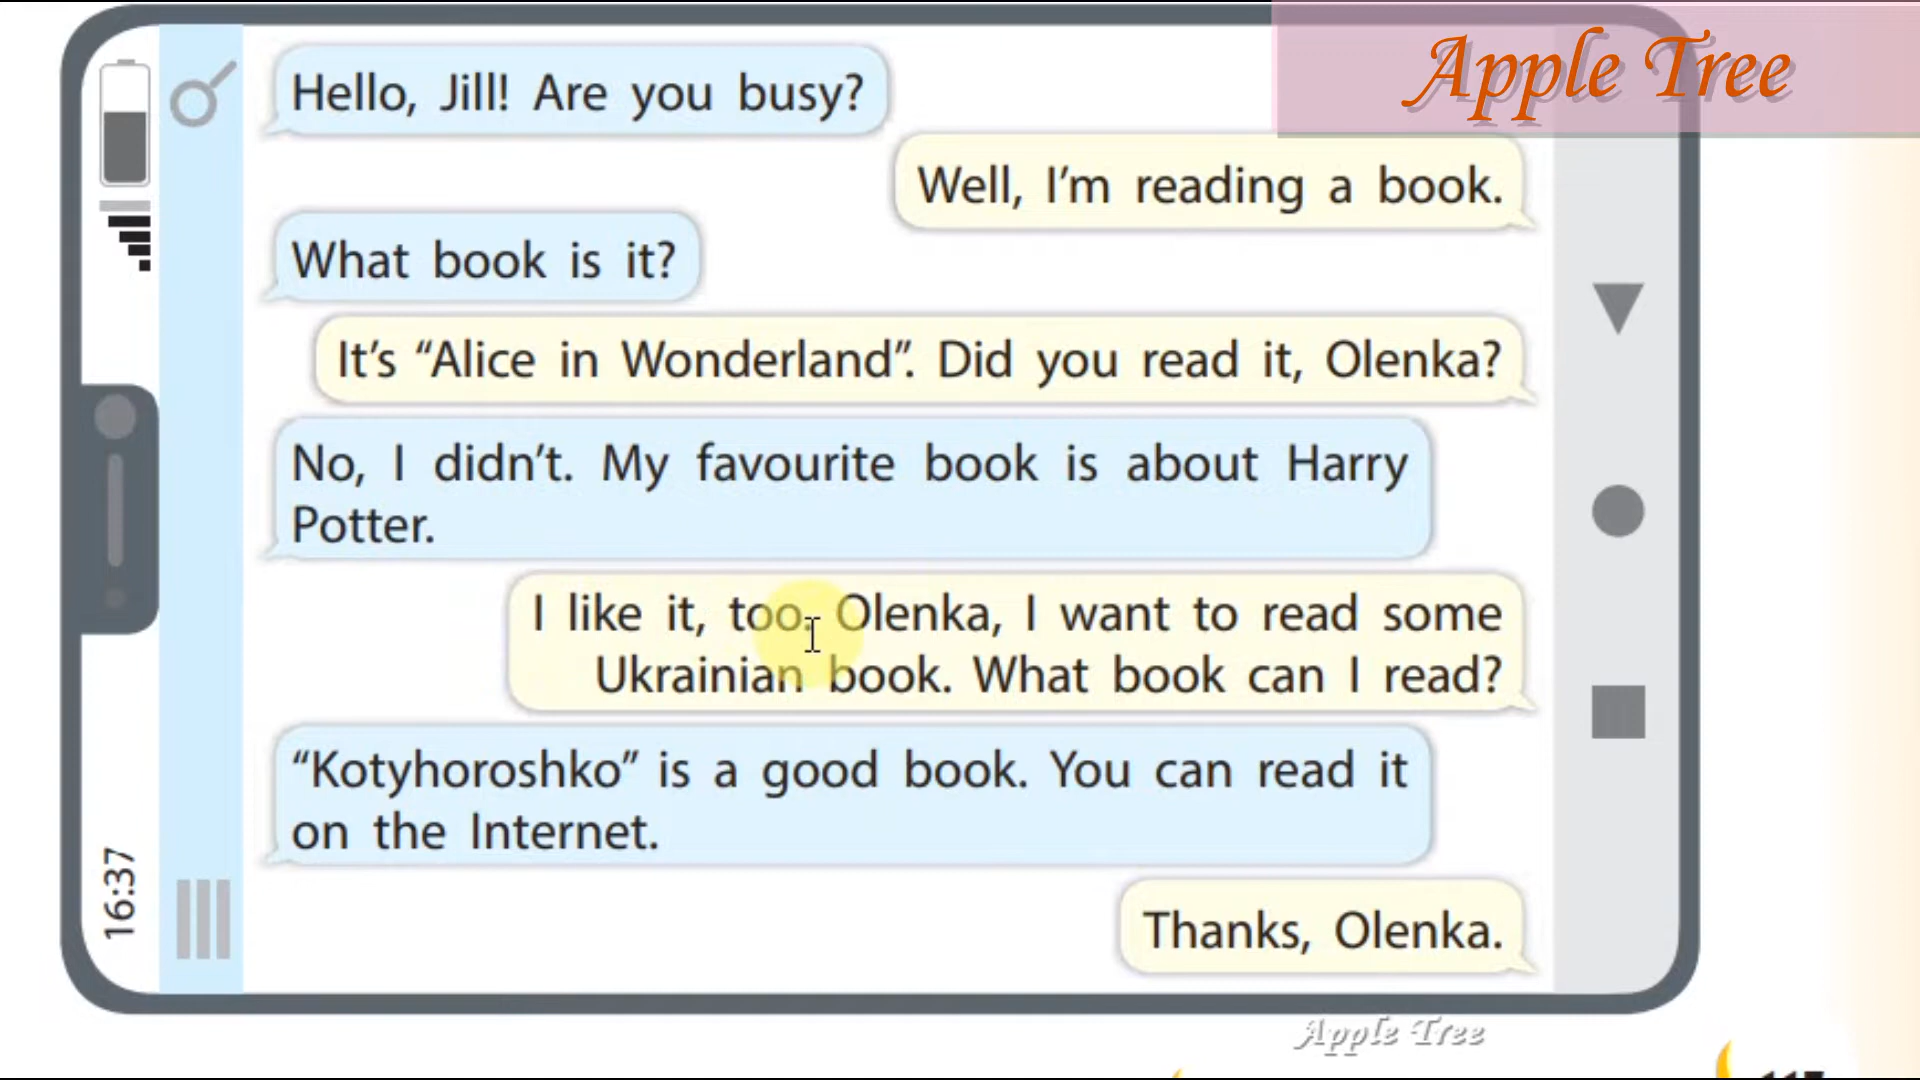 Apple Tree
Hello, Jill! Are you busy?
Well, I'm reading a book.
What book is it?
It's “Alice in Wonderland”. Did you read it, Olenka?
No, I didn't. My favourite book is about Harry
Potter.
I like it, too. Olenka, I want to read some
Ukrainian book. What book can I read?
“Kotyhoroshko” is a good book. You can read it
on the Internet.
Thanks, Olenka.
16:37
Apple Tree